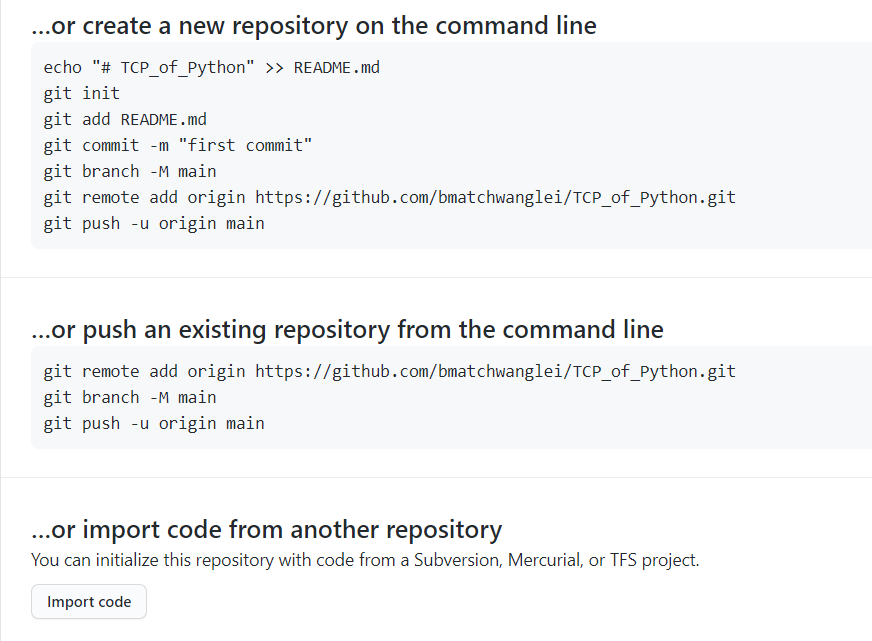 ...or create a new repository on the command line
echo "# TCP_of_Python" >> README.md
git init
git add README.md
git commit -m "first commit"
git branch -M main
git remote add origin https://github.com/bmatchwanglei/TCP_of_Python.git
git push -u origin main
...or push an existing repository from the command line
git remote add origin https://github.com/bmatchwanglei/TCP_of_Python.git
git branch -M main
git push -u origin main
...or import code from another repository
You can initialize this repository with code from a Subversion, Mercurial, or TFS project.
Import code